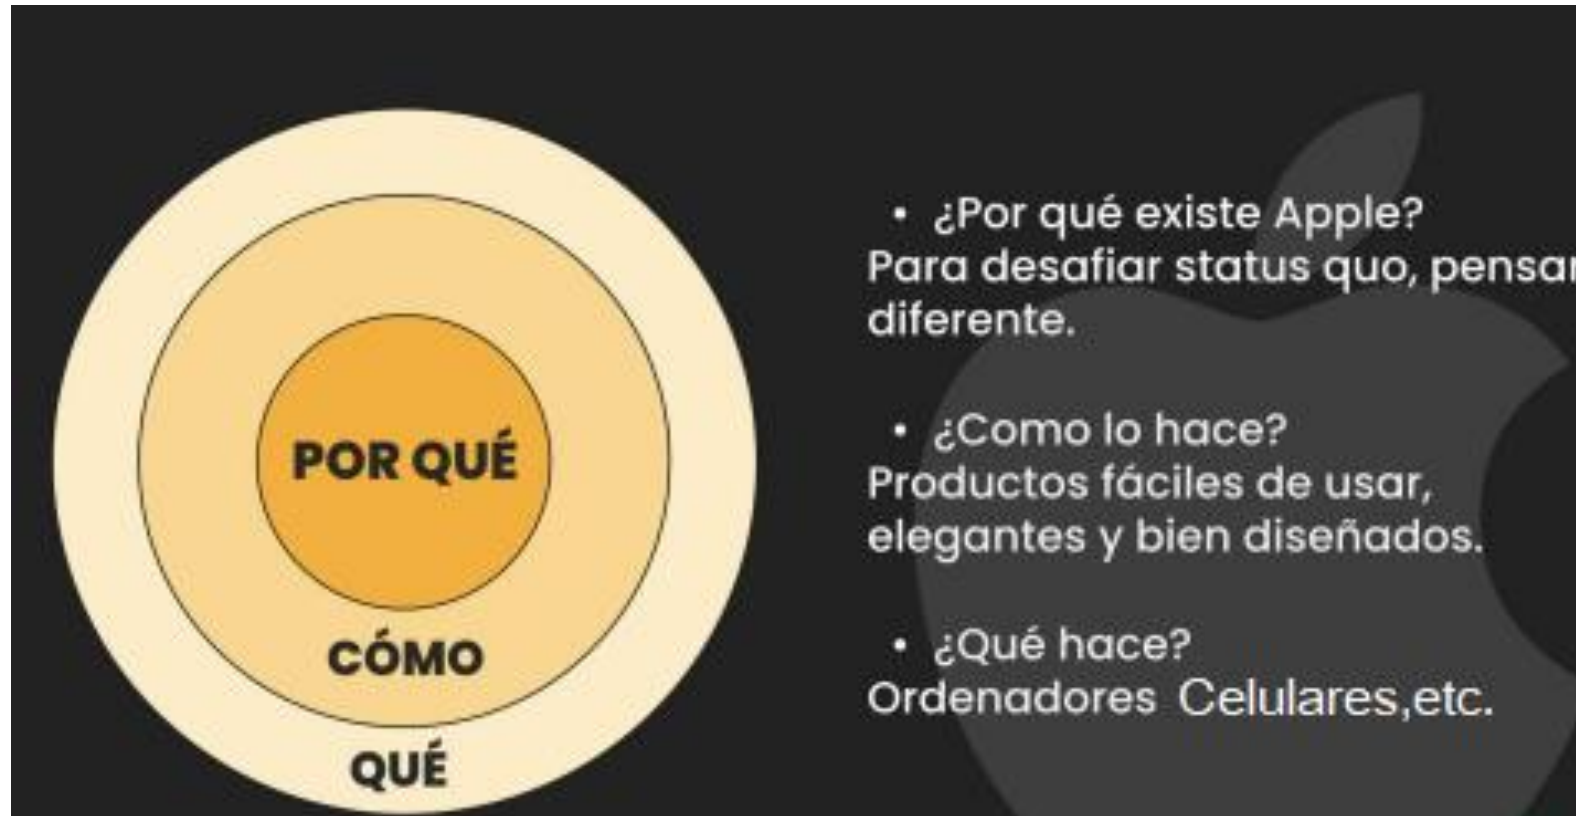 POR QUÉ
CÓMO
QUÉ
• ¿Por qué existe Apple?
Para desafiar status quo, pensar
diferente.
• ¿Como lo hace?
Productos fáciles de usar,
elegantes y bien diseñados.
• ¿Qué hace?
Ordenadores Celulares,etc.